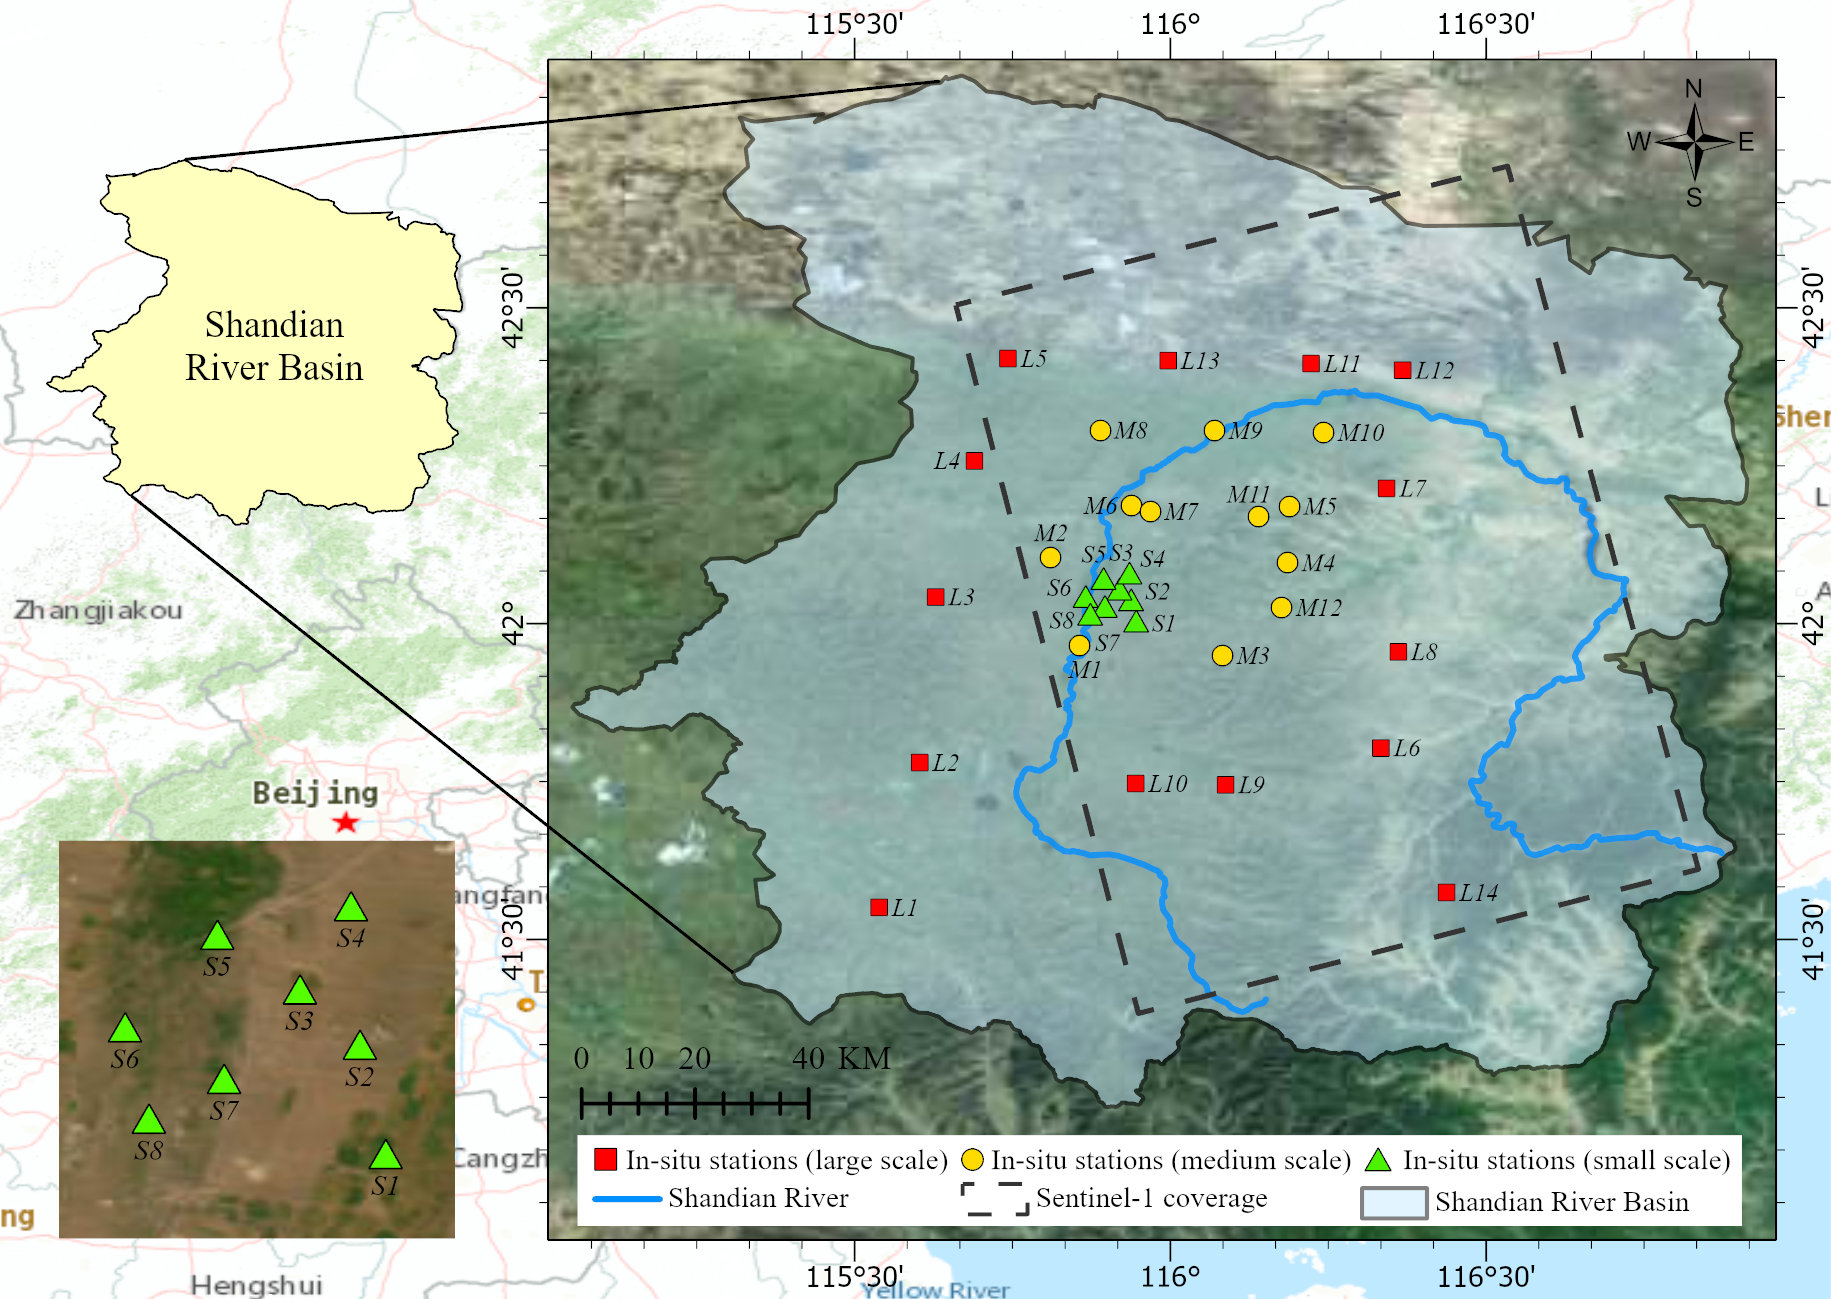 115°30'
116°
116°30'
N
W
E
S
Shandian
River Basin
42°30'
42°30'
L5
L13
L11
L12
Sher
M8
M9
M10
L4
L7
M6
M7
M11
M5
M2
S5
S3
S4
M4
S6
S2
L3
M12
Zhangjiakou
42°
42°
S8
S1
S7
M1
M3
L8
L2
L10
L9
L6
Beijing
angfan
L1
L14
41°30'
41°30'
S4
S5
S3
S6
S2
S7
S8
S1
0 10 20 40 KM
Cangzh
In-situ stations (large scale)
In-situ stations (medium scale)
In-situ stations (small scale)
Shandian River
Sentinel-1 coverage
Shandian River Basin
ng
Hengshui
115°30'
116°
116°30'
Yellow River